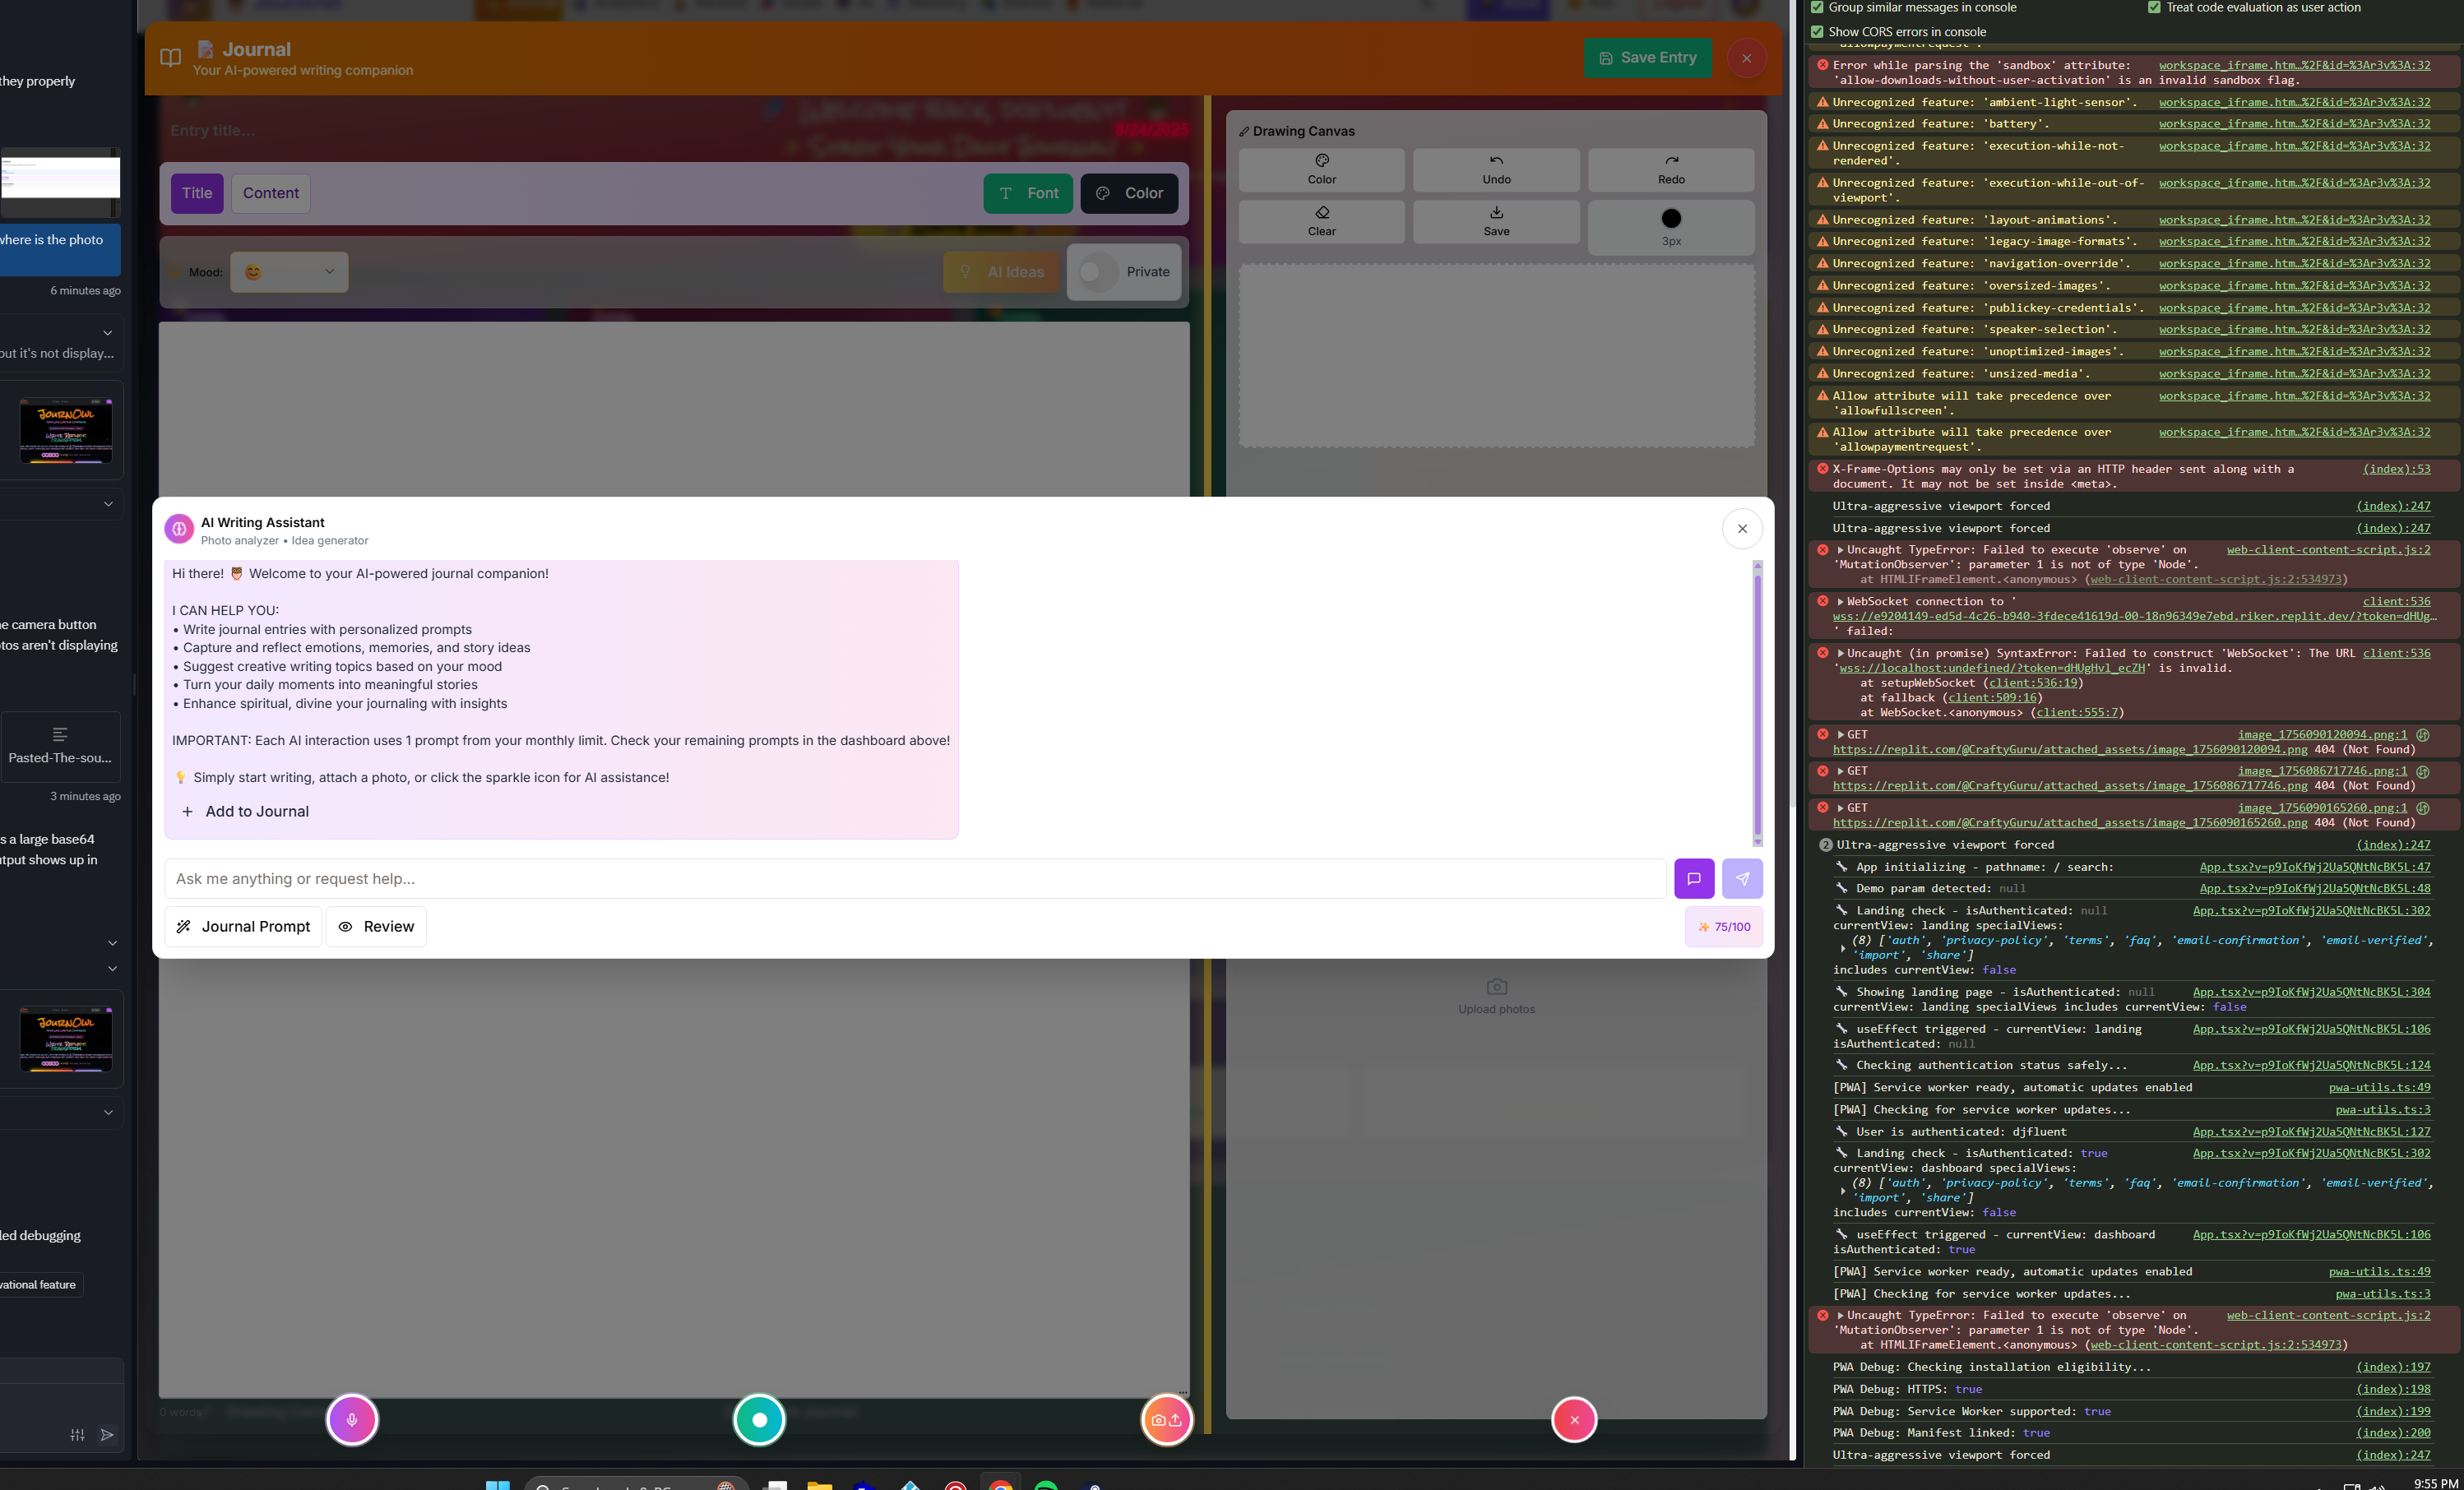 they properly
where is the photo
6 minutes ago
out it's not display...
e camera button
tos aren't displaying
Pasted-The-sou...
3 minutes ago
s a large base64
tput shows up in
led debugging
vational feature
Journal
Your AI-powered writing companion
Save Entry
Entry title...
8/24/2025
Title
Content
Font
Color
Mood:
AI Ideas
Private
Drawing Canvas
Color
Undo
Redo
Clear
Save
3px
AI Writing Assistant
Photo analyzer • Idea generator
Hi there! 🦉 Welcome to your AI-powered journal companion!
I CAN HELP YOU:
• Write journal entries with personalized prompts
• Capture and reflect emotions, memories, and story ideas
• Suggest creative writing topics based on your mood
• Turn your daily moments into meaningful stories
• Enhance spiritual, divine your journaling with insights
IMPORTANT: Each AI interaction uses 1 prompt from your monthly limit. Check your remaining prompts in the dashboard above!
💡 Simply start writing, attach a photo, or click the sparkle icon for AI assistance!
+ Add to Journal
Ask me anything or request help...
Journal Prompt
Review
✨ 75/100
Upload photos
0 words
Group similar messages in console
Treat code evaluation as user action
Show CORS errors in console
'allowpaymentrequest'.
Error while parsing the 'sandbox' attribute: workspace_iframe.htm…%2F&id=%3Ar3v%3A:32
'allow-downloads-without-user-activation' is an invalid sandbox flag.
Unrecognized feature: 'ambient-light-sensor'. workspace_iframe.htm…%2F&id=%3Ar3v%3A:32
Unrecognized feature: 'battery'. workspace_iframe.htm…%2F&id=%3Ar3v%3A:32
Unrecognized feature: 'execution-while-not- workspace_iframe.htm…%2F&id=%3Ar3v%3A:32
rendered'.
Unrecognized feature: 'execution-while-out-of- workspace_iframe.htm…%2F&id=%3Ar3v%3A:32
viewport'.
Unrecognized feature: 'layout-animations'. workspace_iframe.htm…%2F&id=%3Ar3v%3A:32
Unrecognized feature: 'legacy-image-formats'. workspace_iframe.htm…%2F&id=%3Ar3v%3A:32
Unrecognized feature: 'navigation-override'. workspace_iframe.htm…%2F&id=%3Ar3v%3A:32
Unrecognized feature: 'oversized-images'. workspace_iframe.htm…%2F&id=%3Ar3v%3A:32
Unrecognized feature: 'publickey-credentials'. workspace_iframe.htm…%2F&id=%3Ar3v%3A:32
Unrecognized feature: 'speaker-selection'. workspace_iframe.htm…%2F&id=%3Ar3v%3A:32
Unrecognized feature: 'unoptimized-images'. workspace_iframe.htm…%2F&id=%3Ar3v%3A:32
Unrecognized feature: 'unsized-media'. workspace_iframe.htm…%2F&id=%3Ar3v%3A:32
Allow attribute will take precedence over workspace_iframe.htm…%2F&id=%3Ar3v%3A:32
'allowfullscreen'.
Allow attribute will take precedence over workspace_iframe.htm…%2F&id=%3Ar3v%3A:32
'allowpaymentrequest'.
X-Frame-Options may only be set via an HTTP header sent along with a (index):53
document. It may not be set inside <meta>.
Ultra-aggressive viewport forced (index):247
Ultra-aggressive viewport forced (index):247
Uncaught TypeError: Failed to execute 'observe' on web-client-content-script.js:2
'MutationObserver': parameter 1 is not of type 'Node'.
at HTMLIFrameElement.<anonymous> (web-client-content-script.js:2:534973)
WebSocket connection to ' client:536
wss://e9204149-ed5d-4c26-b940-3fdece41619d-00-18n96349e7ebd.riker.replit.dev/?token=dHUg…
' failed:
Uncaught (in promise) SyntaxError: Failed to construct 'WebSocket': The URL client:536
'wss://localhost:undefined/?token=dHUgHvl_ecZH' is invalid.
at setupWebSocket (client:536:19)
at fallback (client:509:16)
at WebSocket.<anonymous> (client:555:7)
GET image_1756090120094.png:1
https://replit.com/@CraftyGuru/attached_assets/image_1756090120094.png 404 (Not Found)
GET image_1756086717746.png:1
https://replit.com/@CraftyGuru/attached_assets/image_1756086717746.png 404 (Not Found)
GET image_1756090165260.png:1
https://replit.com/@CraftyGuru/attached_assets/image_1756090165260.png 404 (Not Found)
2 Ultra-aggressive viewport forced (index):247
🔧 App initializing - pathname: / search: App.tsx?v=p9IoKfWj2Ua5QNtNcBK5L:47
🔧 Demo param detected: null App.tsx?v=p9IoKfWj2Ua5QNtNcBK5L:48
🔧 Landing check - isAuthenticated: null App.tsx?v=p9IoKfWj2Ua5QNtNcBK5L:302
currentView: landing specialViews:
(8) ['auth', 'privacy-policy', 'terms', 'faq', 'email-confirmation', 'email-verified',
'import', 'share']
includes currentView: false
🔧 Showing landing page - isAuthenticated: null App.tsx?v=p9IoKfWj2Ua5QNtNcBK5L:304
currentView: landing specialViews includes currentView: false
🔧 useEffect triggered - currentView: landing App.tsx?v=p9IoKfWj2Ua5QNtNcBK5L:106
isAuthenticated: null
🔧 Checking authentication status safely... App.tsx?v=p9IoKfWj2Ua5QNtNcBK5L:124
[PWA] Service worker ready, automatic updates enabled pwa-utils.ts:49
[PWA] Checking for service worker updates... pwa-utils.ts:3
🔧 User is authenticated: djfluent App.tsx?v=p9IoKfWj2Ua5QNtNcBK5L:127
🔧 Landing check - isAuthenticated: true App.tsx?v=p9IoKfWj2Ua5QNtNcBK5L:302
currentView: dashboard specialViews:
(8) ['auth', 'privacy-policy', 'terms', 'faq', 'email-confirmation', 'email-verified',
'import', 'share']
includes currentView: false
🔧 useEffect triggered - currentView: dashboard App.tsx?v=p9IoKfWj2Ua5QNtNcBK5L:106
isAuthenticated: true
[PWA] Service worker ready, automatic updates enabled pwa-utils.ts:49
[PWA] Checking for service worker updates... pwa-utils.ts:3
Uncaught TypeError: Failed to execute 'observe' on web-client-content-script.js:2
'MutationObserver': parameter 1 is not of type 'Node'.
at HTMLIFrameElement.<anonymous> (web-client-content-script.js:2:534973)
PWA Debug: Checking installation eligibility... (index):197
PWA Debug: HTTPS: true (index):198
PWA Debug: Service Worker supported: true (index):199
PWA Debug: Manifest linked: true (index):200
Ultra-aggressive viewport forced (index):247
9:55 PM